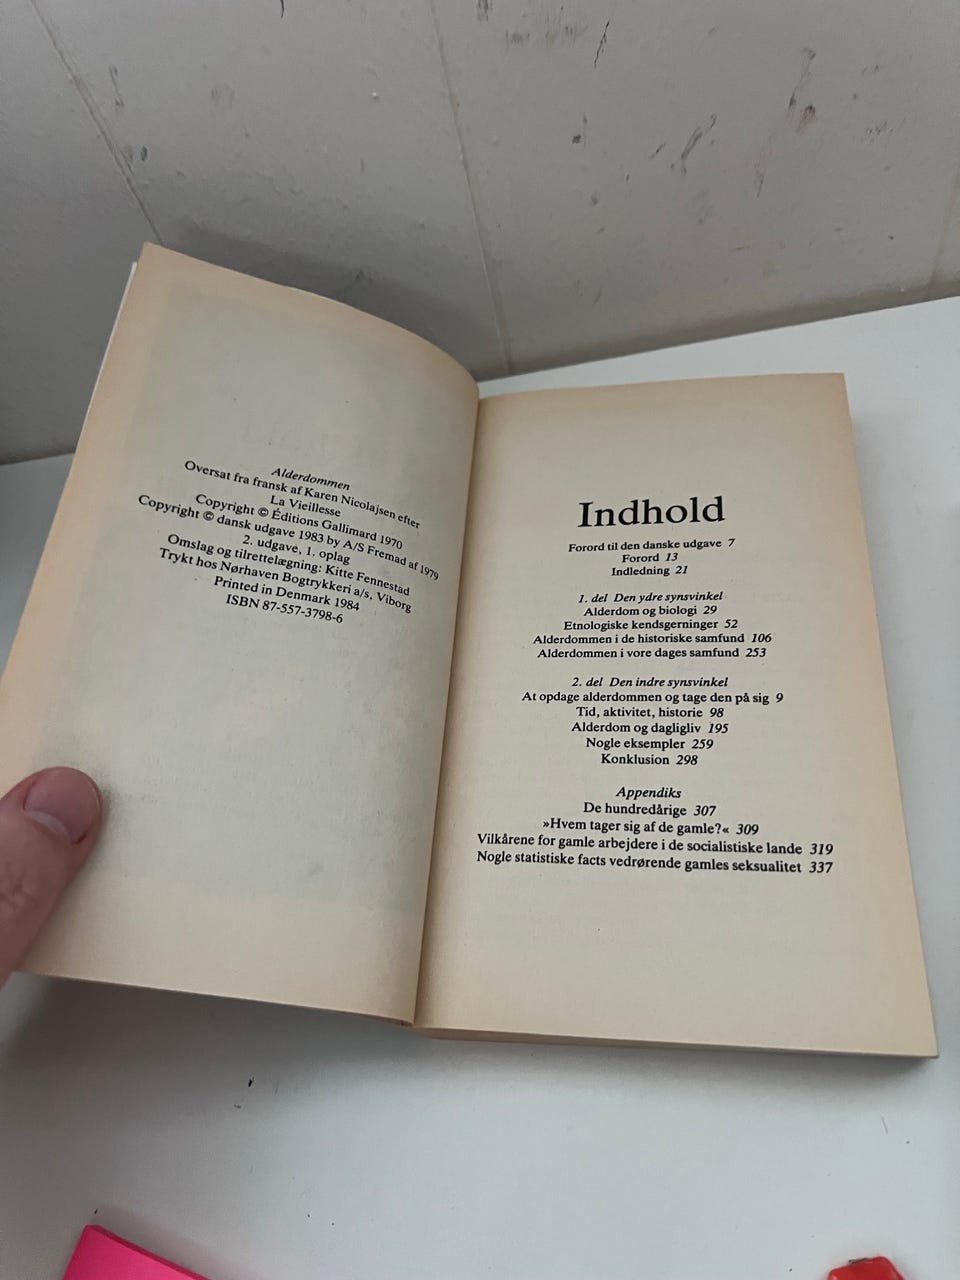 Alderdommen
Oversat fra fransk af Karen Nicolajsen efter
La Vieillesse
Copyright © Éditions Gallimard 1970
Copyright © dansk udgave 1983 by A/S Fremad af 1979
2. udgave, 1. oplag
Omslag og tilrettelægning: Kitte Fennestad
Trykt hos Nørhaven Bogtrykkeri a/s, Viborg
Printed in Denmark 1984
ISBN 87-557-3798-6
Indhold
Forord til den danske udgave 7
Forord 13
Indledning 21
1. del Den ydre synsvinkel
Alderdom og biologi 29
Etnologiske kendsgerninger 52
Alderdommen i de historiske samfund 106
Alderdommen i vore dages samfund 253
2. del Den indre synsvinkel
At opdage alderdommen og tage den på sig 9
Tid, aktivitet, historie 98
Alderdom og dagligliv 195
Nogle eksempler 259
Konklusion 298
Appendiks
De hundredårige 307
»Hvem tager sig af de gamle?« 309
Vilkårene for gamle arbejdere i de socialistiske lande 319
Nogle statistiske facts vedrørende gamles seksualitet 337